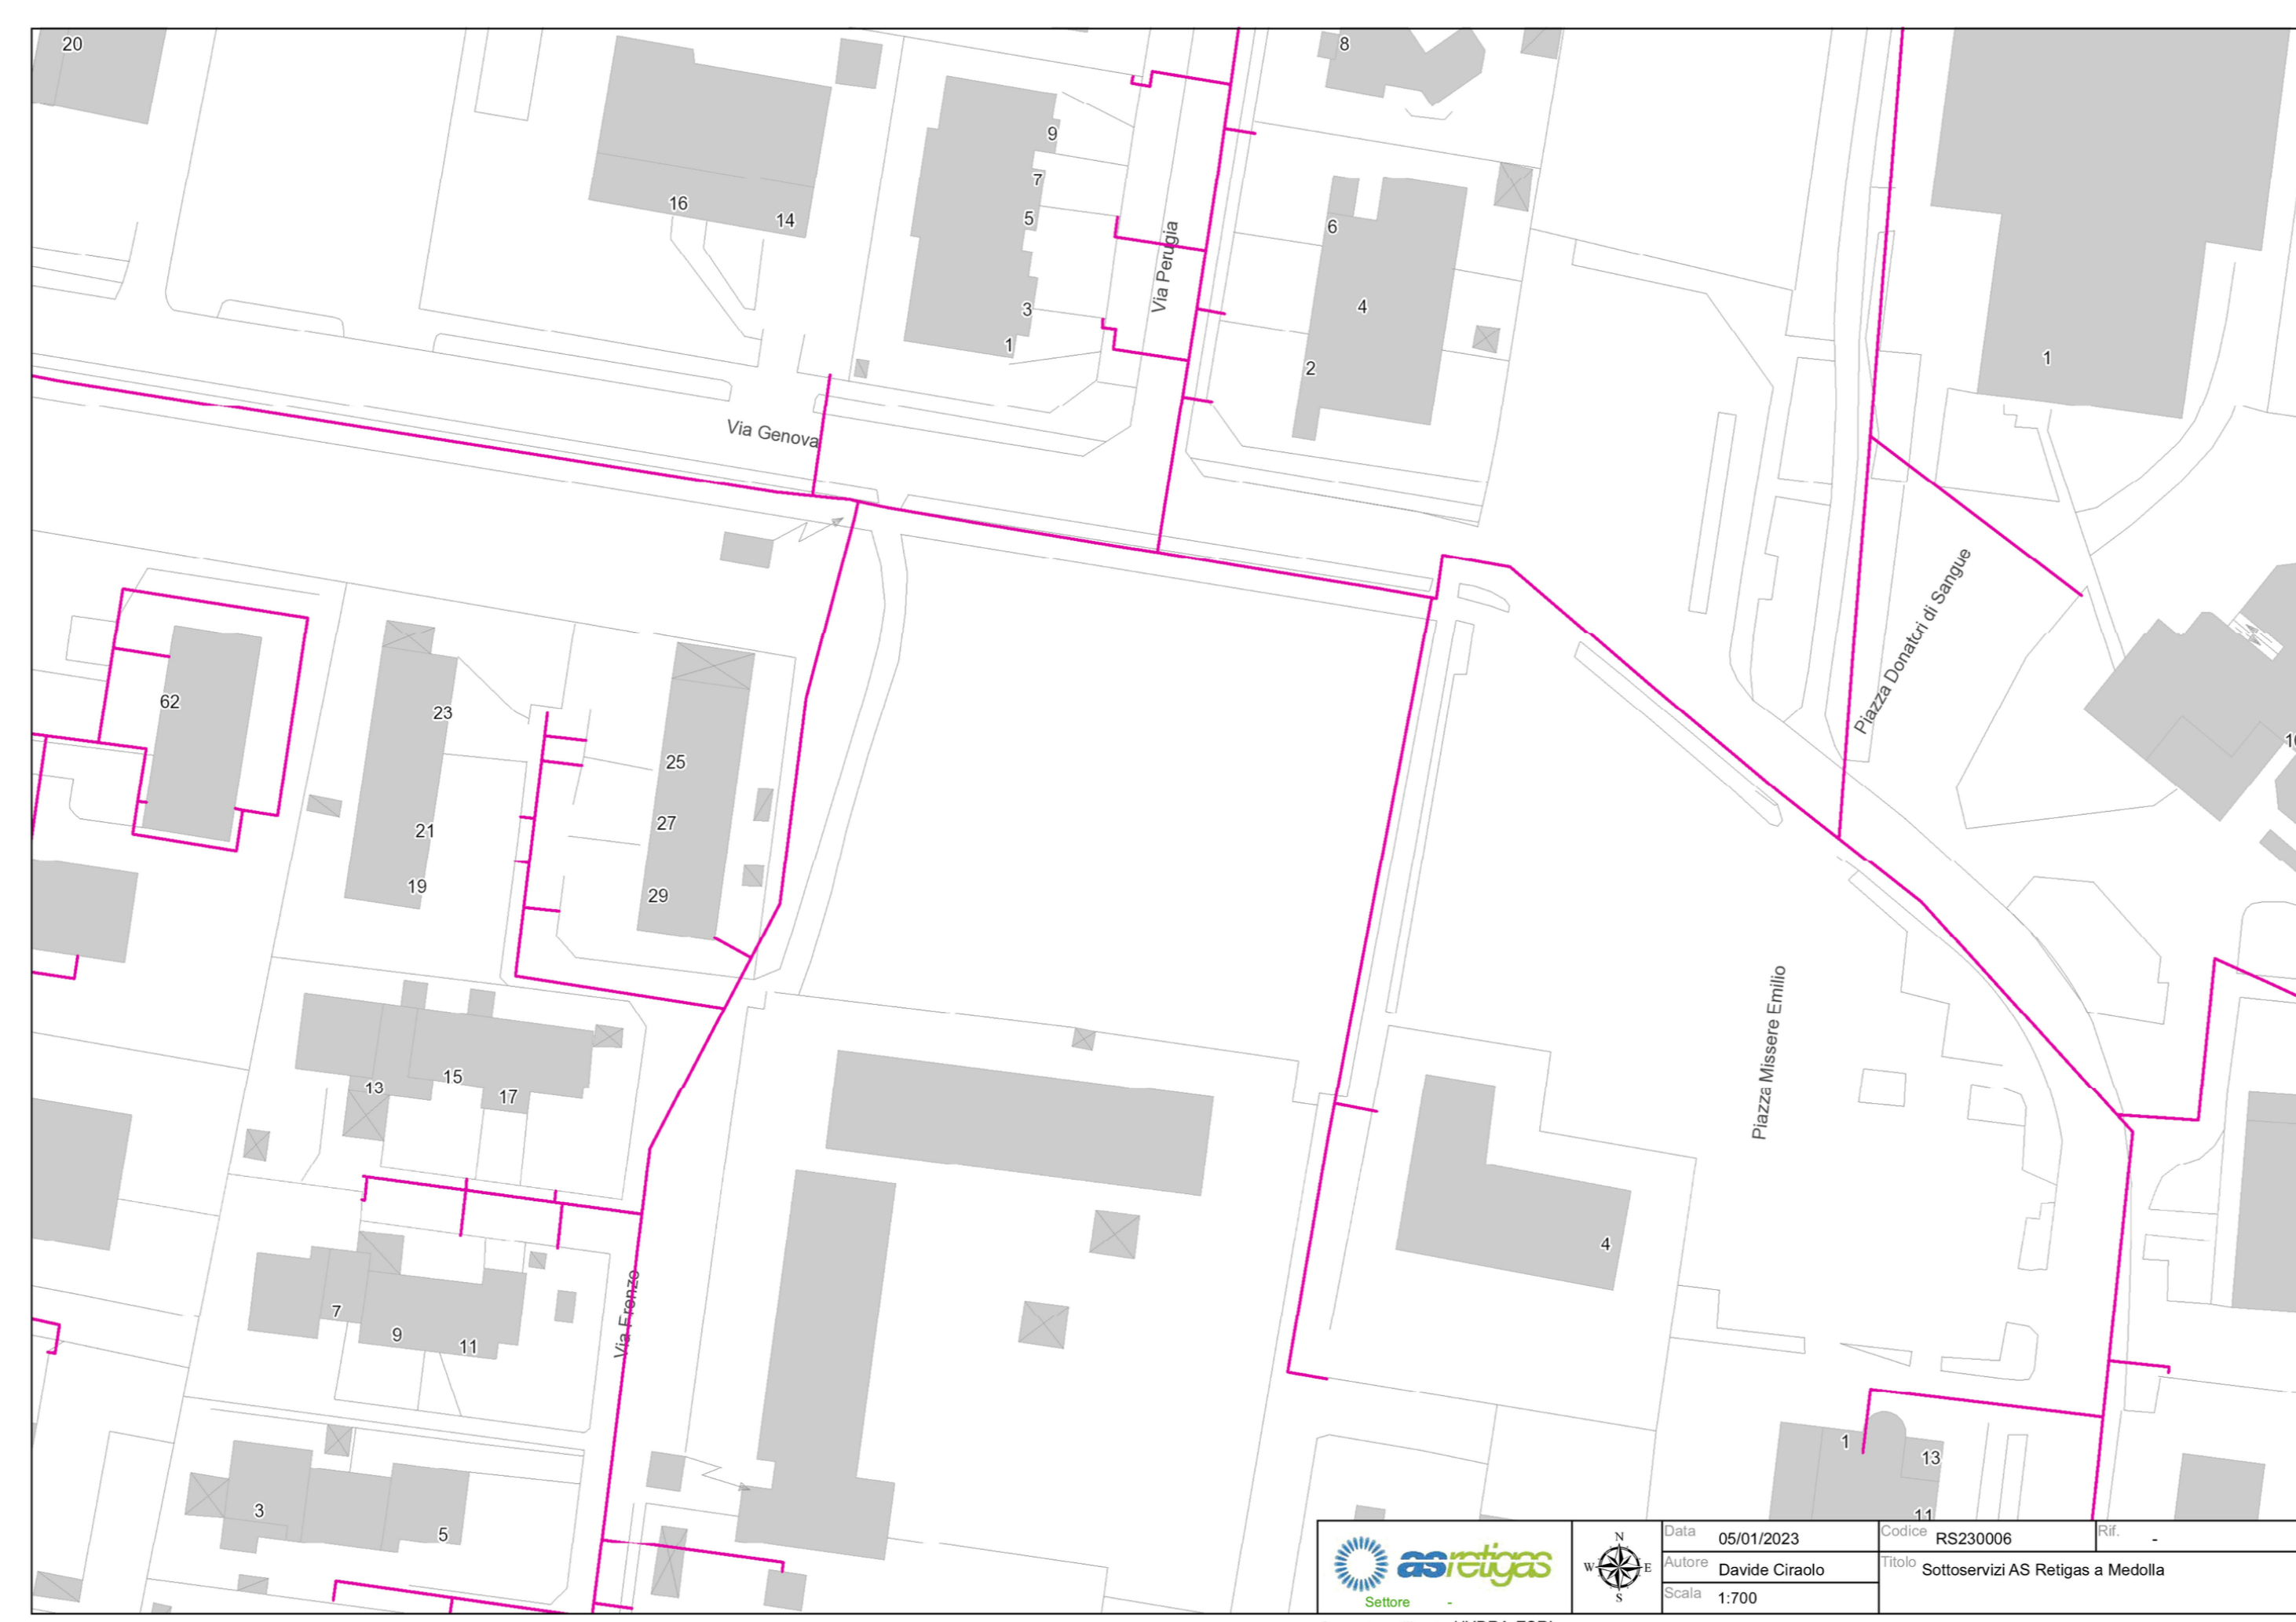 20
8
9
7
16
14
5
6
Via Perugia
3
4
1
1
2
Via Genova
Piazza Donatori di Sangue
62
23
25
27
21
19
29
Piazza Missere Emilio
13
15
17
4
7
9
11
Via Frenzo
1
13
11
3
5
asretigas
Settore -
N
W E
S
Data 05/01/2023
Autore Davide Ciraolo
Scala 1:700
Codice RS230006
Rif. -
Titolo Sottoservizi AS Retigas a Medolla